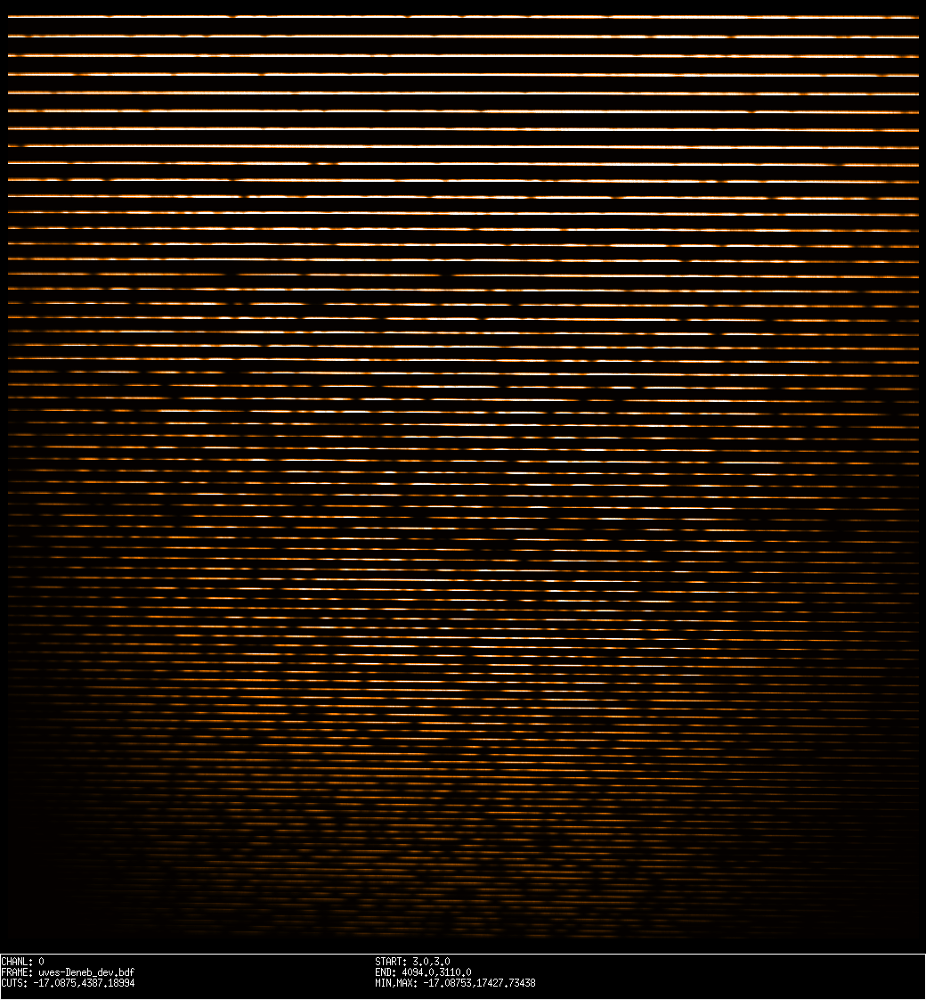 CHANL: 0
FRAME: uves-Deneb_dev.bdf
CUTS: -17.0875,4387.18994
START: 3.0,3.0
END: 4094.0,3110.0
MIN,MAX: -17.08753,17427.73438